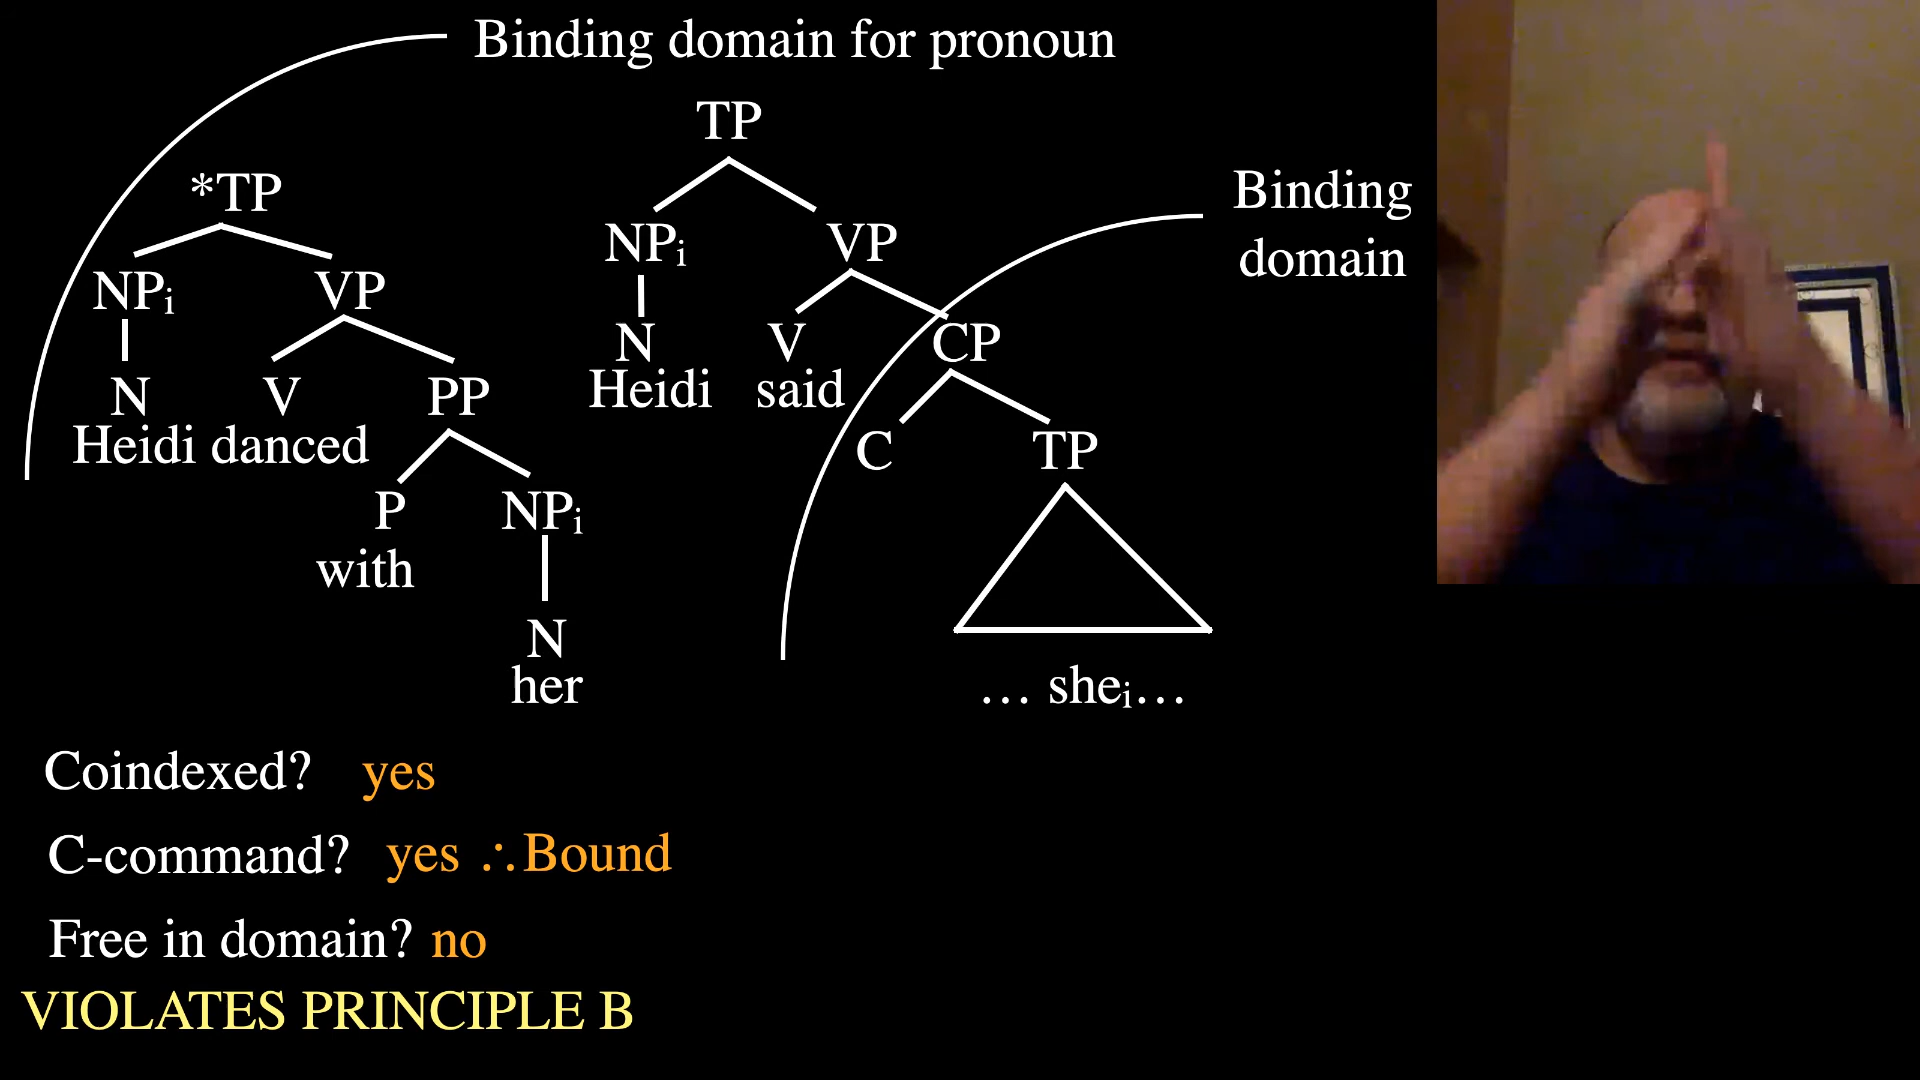 Binding domain for pronoun
*TP
NPᵢ VP
N V PP
Heidi danced
P NPᵢ
with
N
her
TP
NPᵢ VP
N V CP
Heidi said
C TP
… sheᵢ…
Binding
domain
Coindexed? yes
C-command? yes ∴Bound
Free in domain? no
VIOLATES PRINCIPLE B